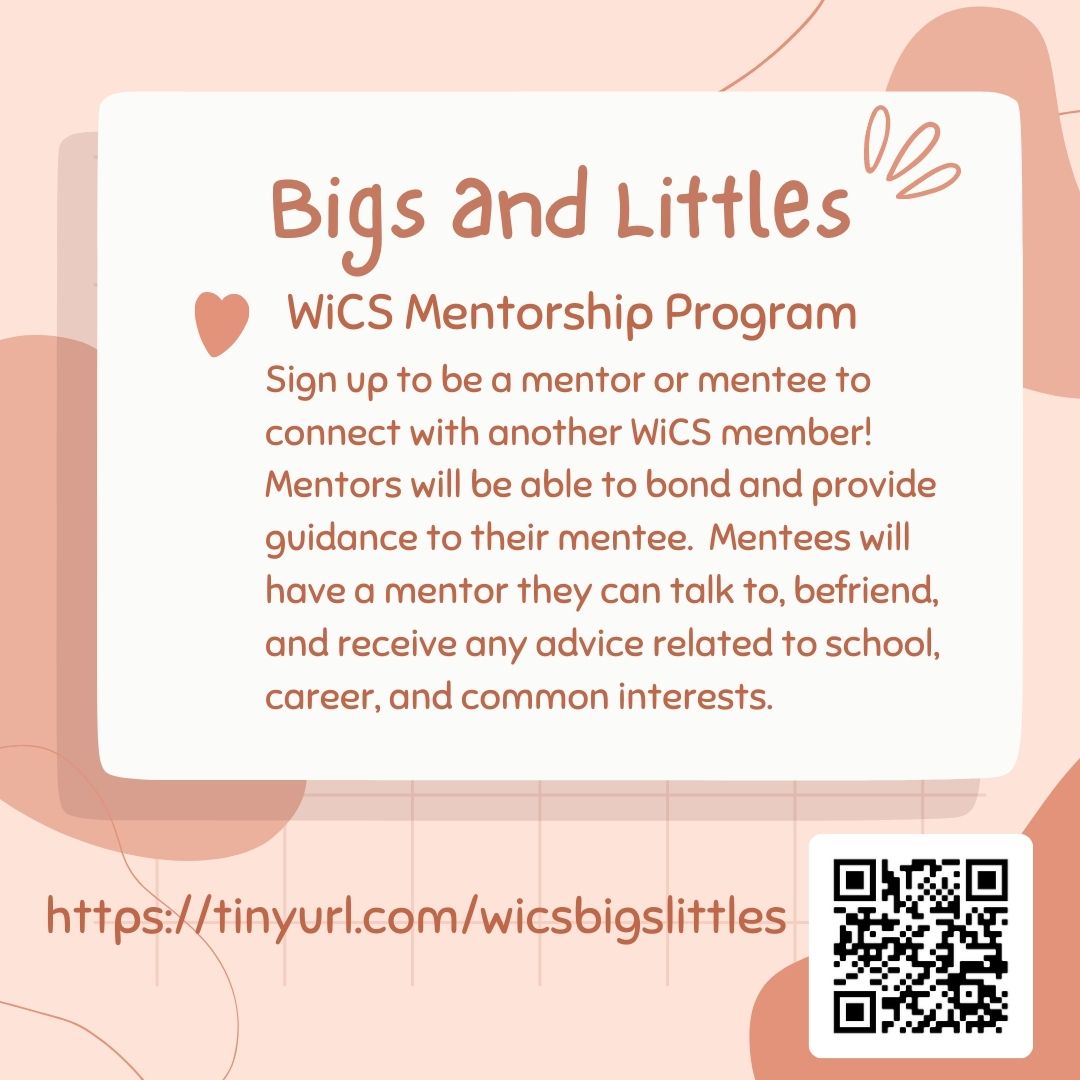 Bigs and Littles
WiCS Mentorship Program
Sign up to be a mentor or mentee to
connect with another WiCS member!
Mentors will be able to bond and provide
guidance to their mentee.  Mentees will
have a mentor they can talk to, befriend,
and receive any advice related to school,
career, and common interests.
https://tinyurl.com/wicsbigslittles